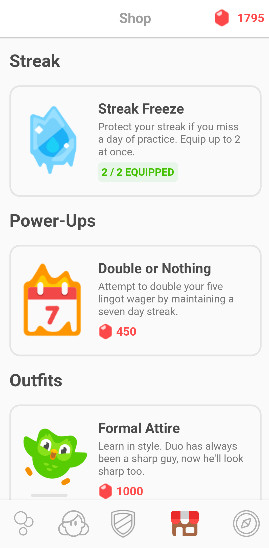 Shop
1795
Streak
Streak Freeze
Protect your streak if you miss
a day of practice. Equip up to 2
at once.
2 / 2 EQUIPPED
Power-Ups
7
Double or Nothing
Attempt to double your five
lingot wager by maintaining a
seven day streak.
450
Outfits
Formal Attire
Learn in style. Duo has always
been a sharp guy, now he'll look
sharp too.
1000